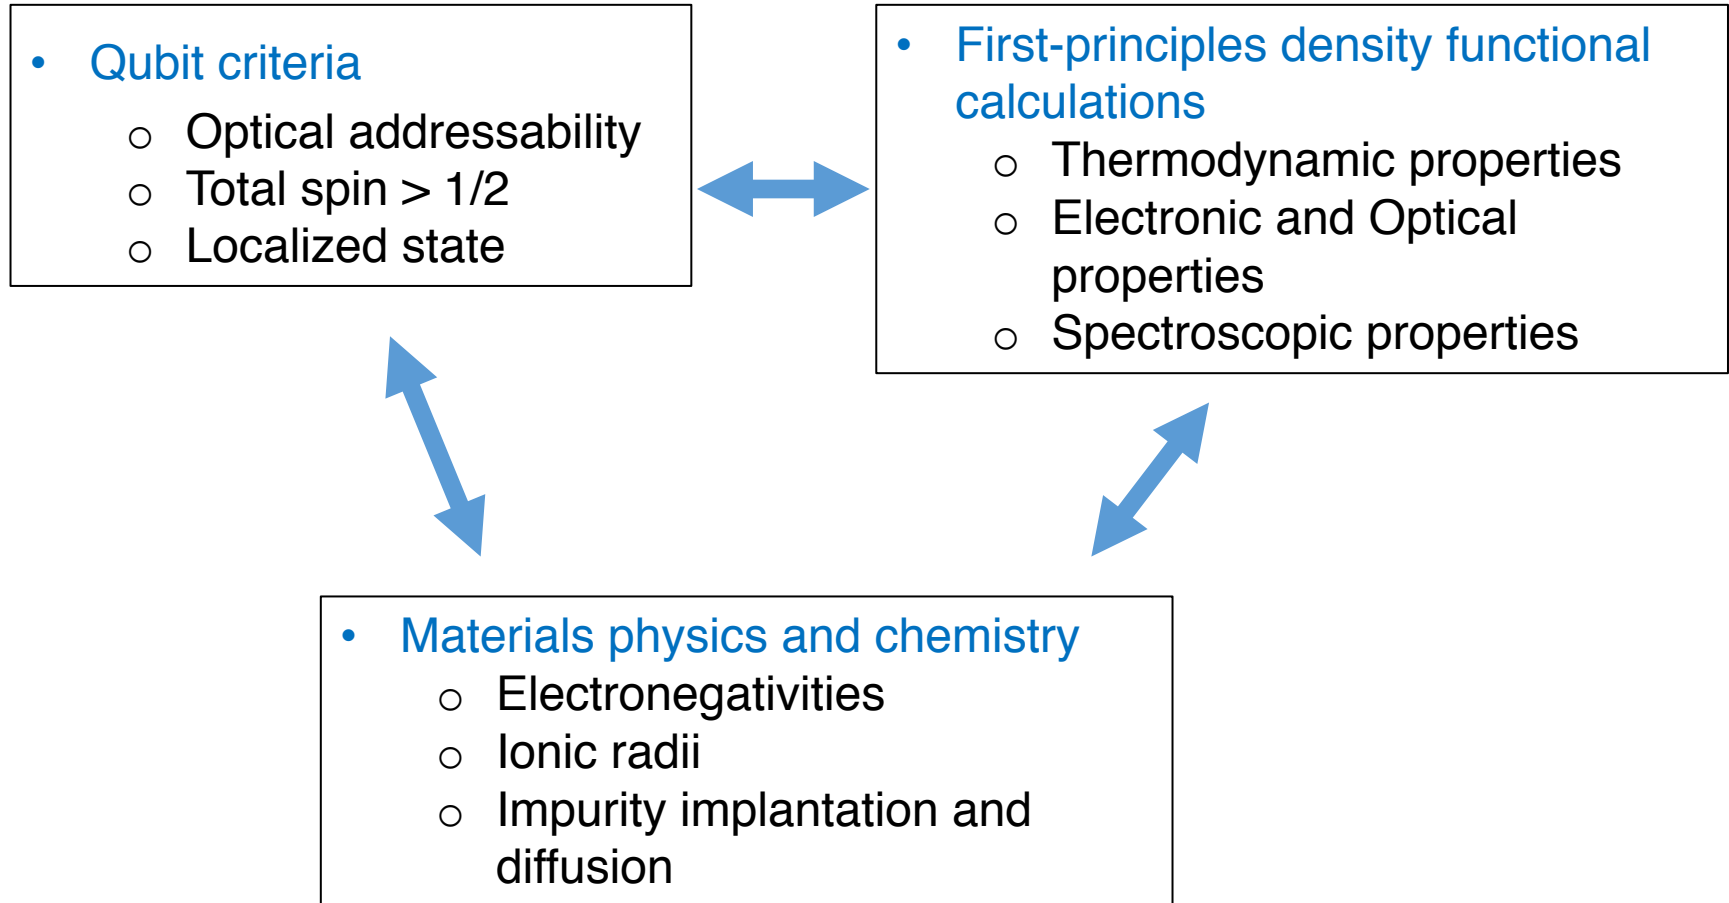 • Qubit criteria
○ Optical addressability
○ Total spin > 1/2
○ Localized state
• First-principles density functional
calculations
○ Thermodynamic properties
○ Electronic and Optical
properties
○ Spectroscopic properties
• Materials physics and chemistry
○ Electronegativities
○ Ionic radii
○ Impurity implantation and
diffusion